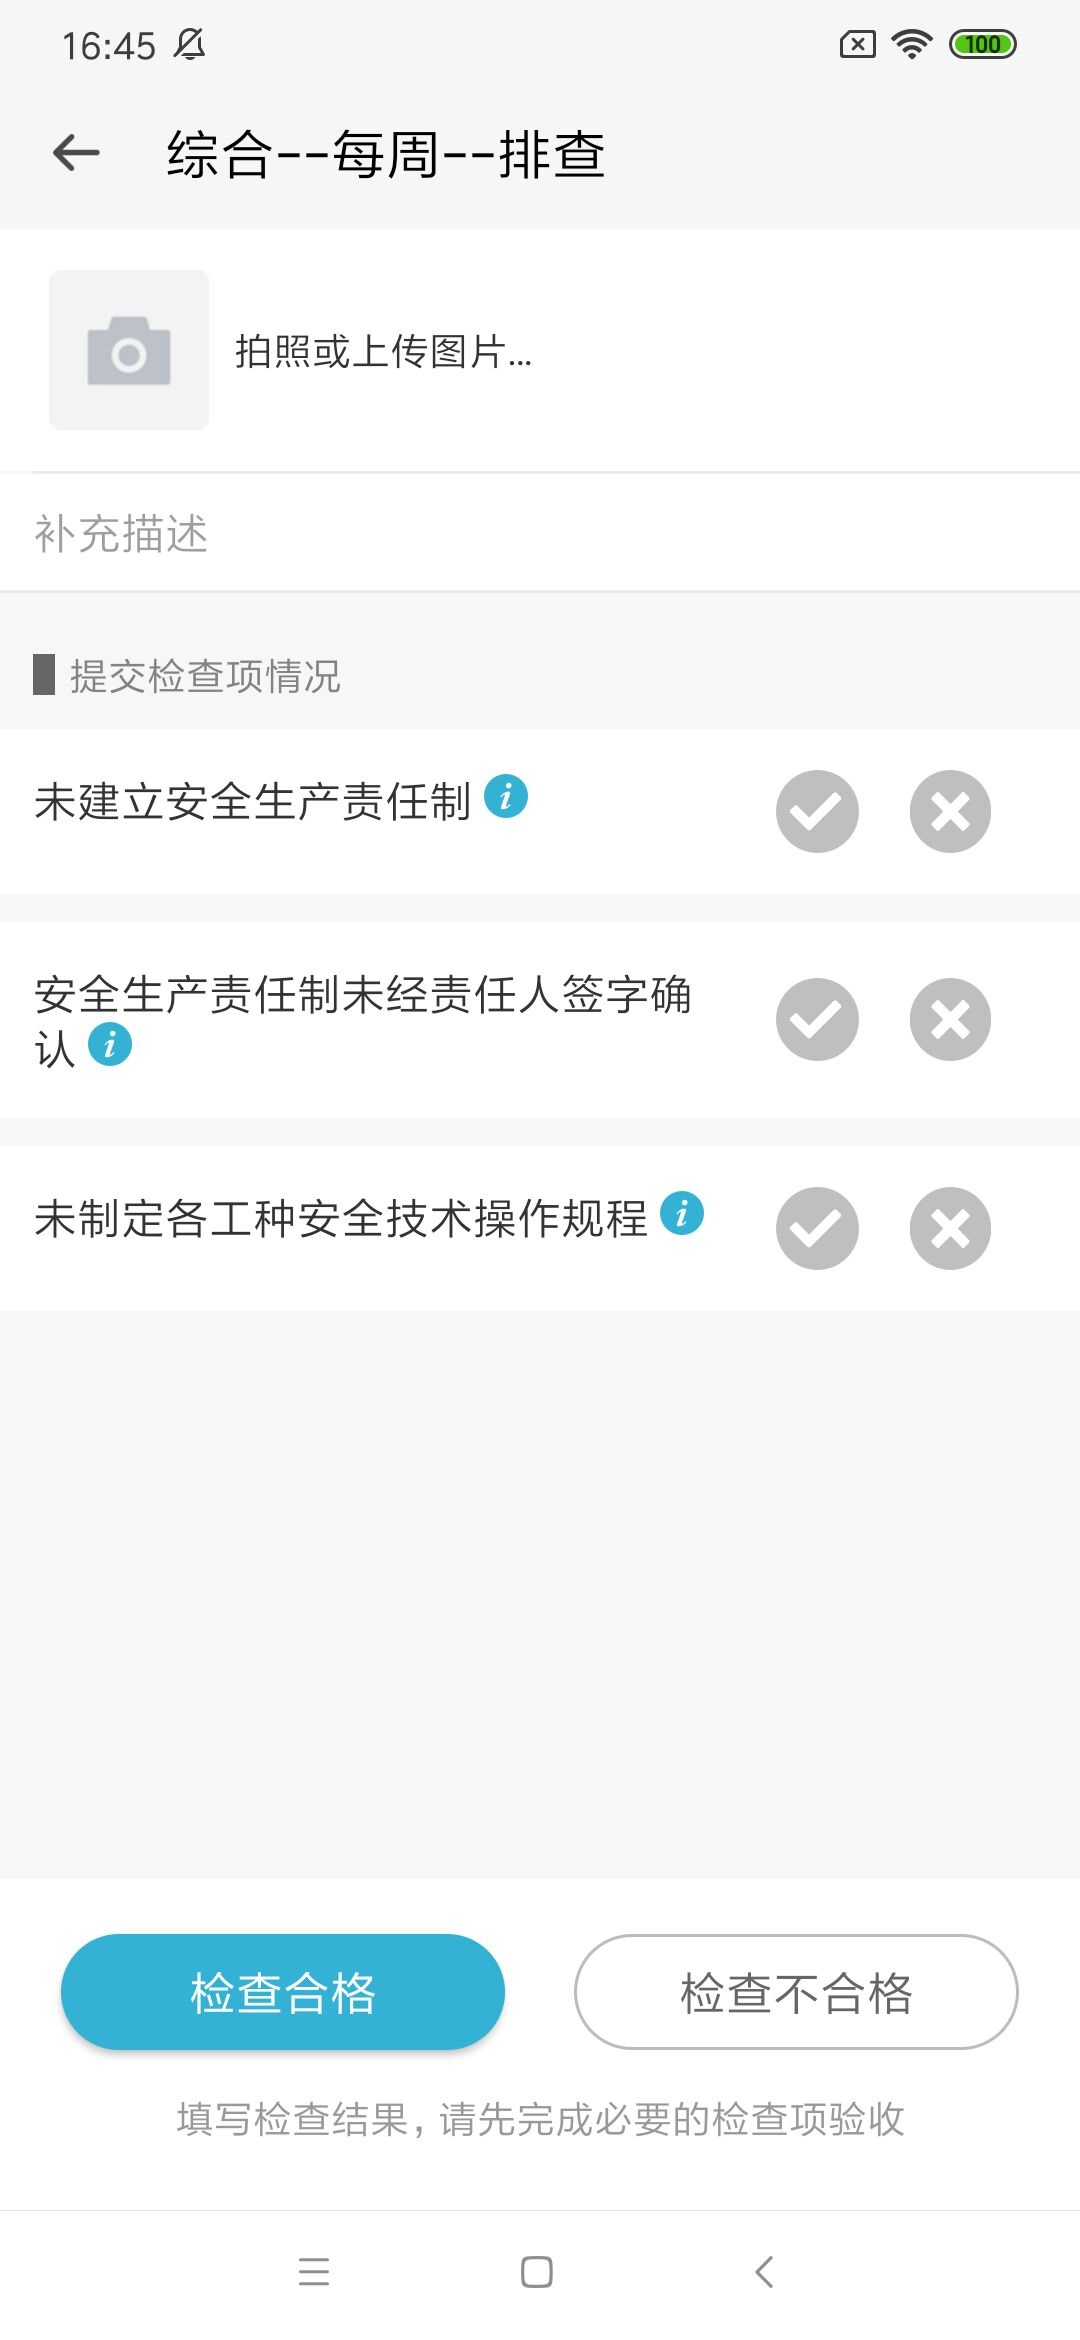 16:45
100
综合--每周--排查
拍照或上传图片...
补充描述
提交检查项情况
未建立安全生产责任制
安全生产责任制未经责任人签字确
认
未制定各工种安全技术操作规程
检查合格
检查不合格
填写检查结果，请先完成必要的检查项验收